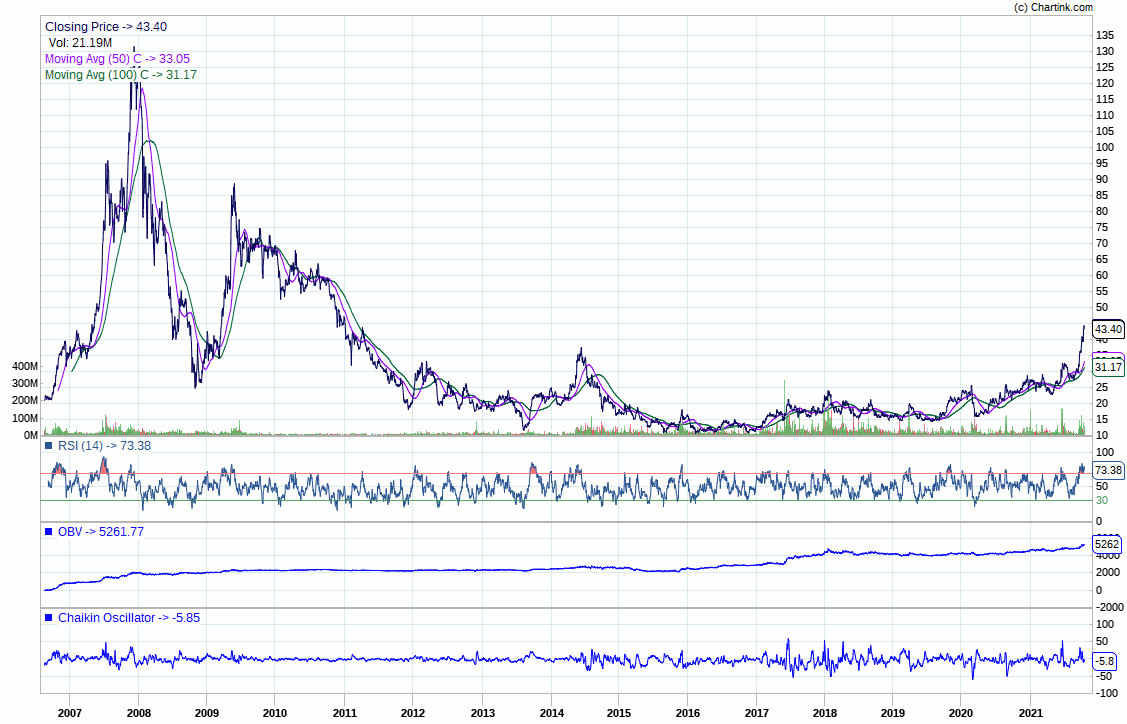 (c) Chartink.com
Closing Price -> 43.40
Vol: 21.19M
Moving Avg (50) C -> 33.05
Moving Avg (100) C -> 31.17
135
130
125
120
115
110
105
100
95
90
85
80
75
70
65
60
55
50
43.40
40
31.17
25
20
15
10
400M
300M
200M
100M
0M
RSI (14) -> 73.38
100
73.38
50
30
0
OBV -> 5261.77
5262
4000
2000
0
-2000
Chaikin Oscillator -> -5.85
100
50
-5.8
-50
-100
2007 2008 2009 2010 2011 2012 2013 2014 2015 2016 2017 2018 2019 2020 2021